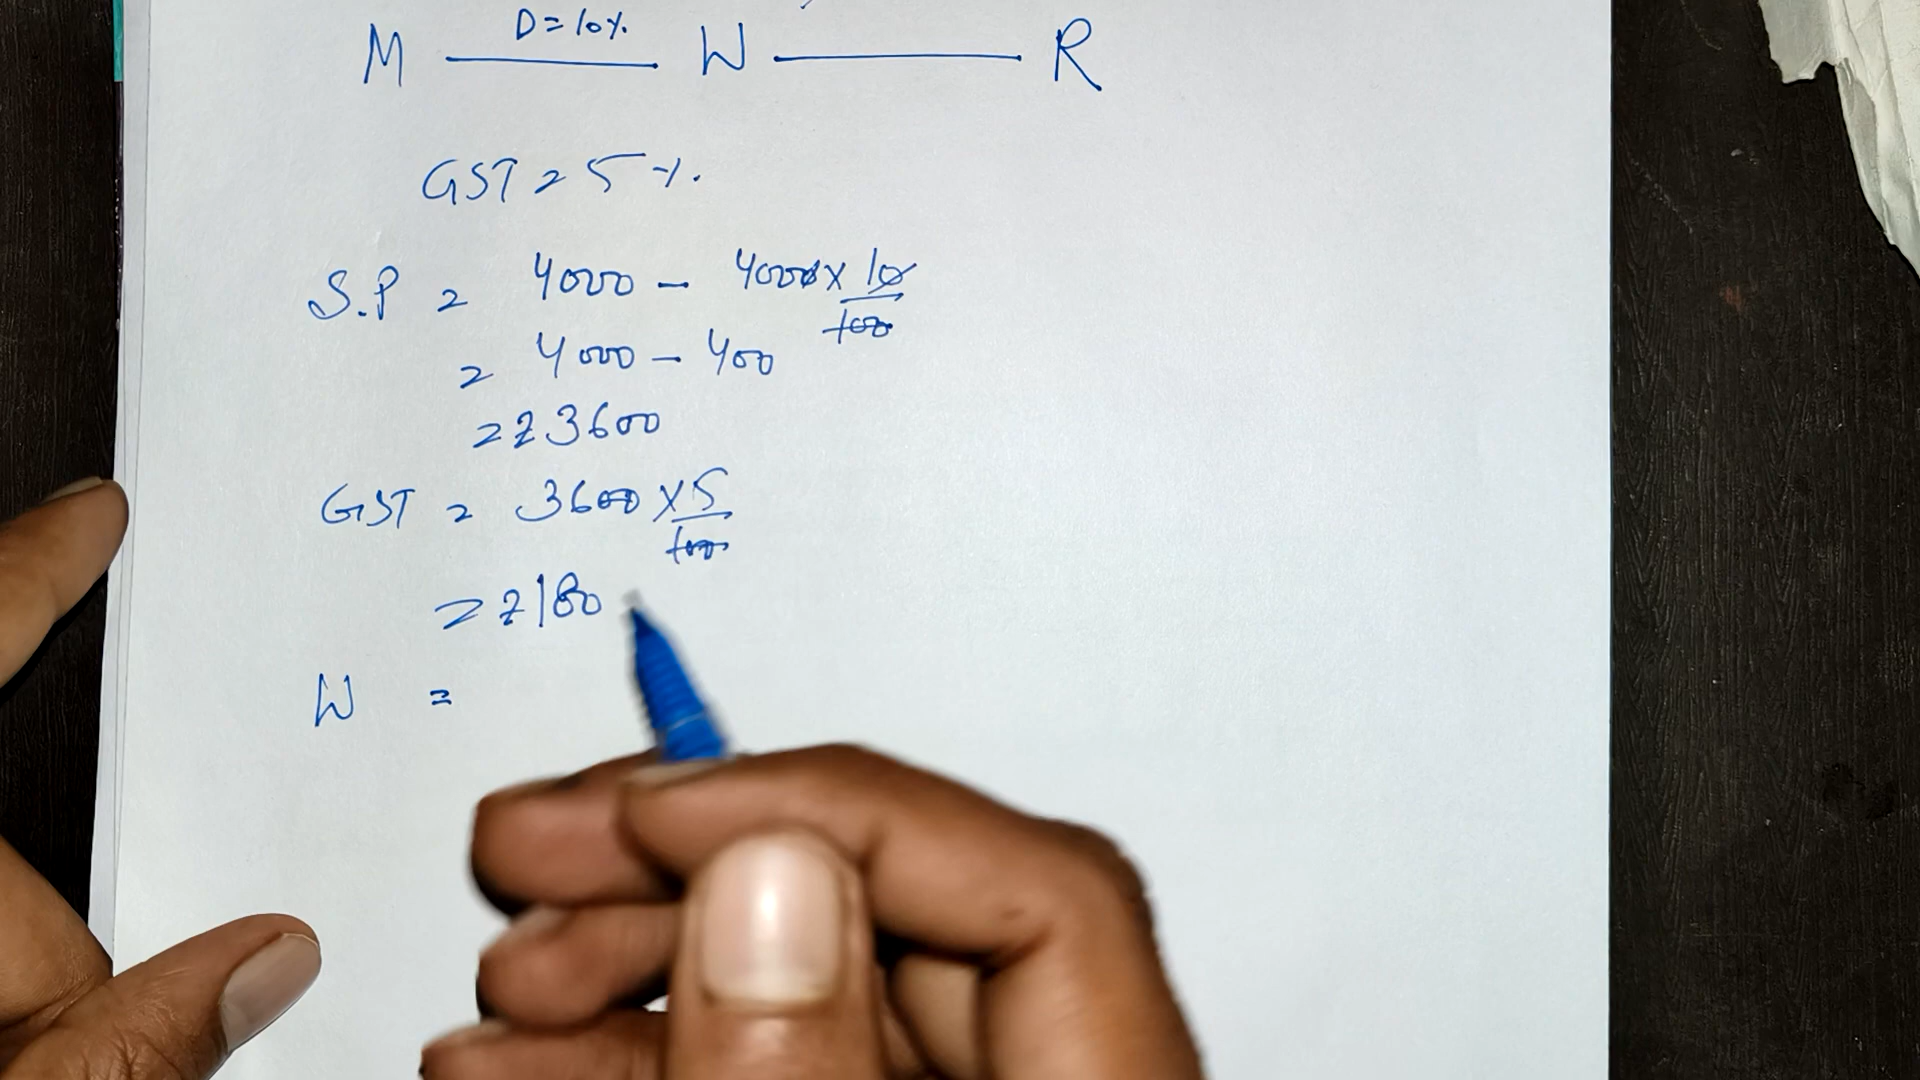 D = 10%
M W R
GST = 5%.
S.P = 4000 - 4000 x 10/100
= 4000 - 400
= ₹3600
GST = 3600 x 5/100
= ₹180
W =